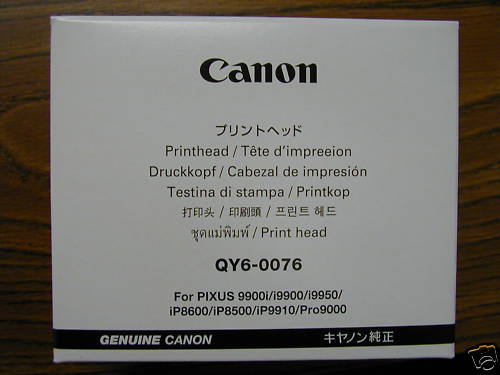 Canon
プリントヘッド
Printhead / Tête d'impreeion
Druckkopf / Cabezal de impresión
Testina di stampa / Printkop
打印头 / 印刷頭 / 프린트 헤드
ชุดแม่พิมพ์ / Print head
QY6-0076
For PIXUS 9900i/i9900/i9950/
iP8600/iP8500/iP9910/Pro9000
GENUINE CANON キヤノン純正